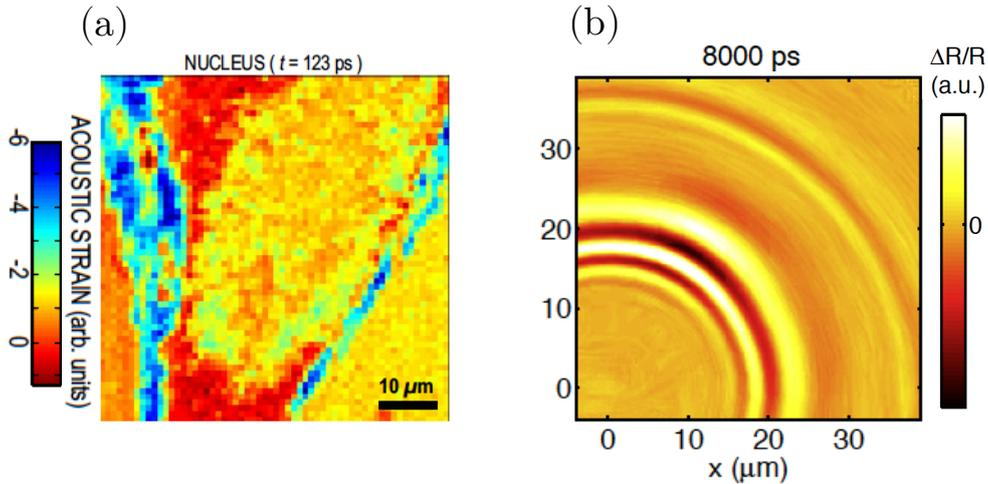 (a)
NUCLEUS ( t = 123 ps )
ACOUSTIC STRAIN (arb. units)
-6
-4
-2
0
10 µm
(b)
8000 ps
ΔR/R
(a.u.)
0
30
20
10
0
0 10 20 30
x (µm)